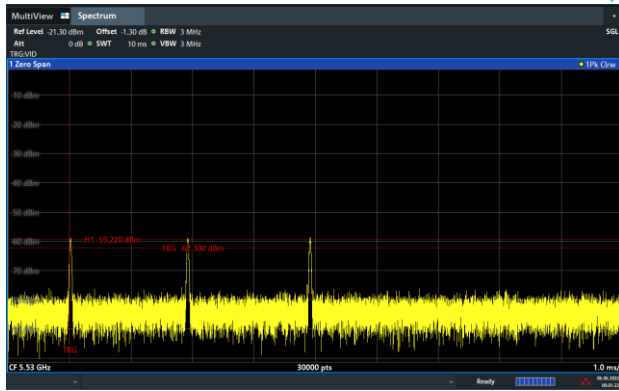 MultiView Spectrum
Ref Level -21.30 dBm Offset -1.30 dB RBW 3 MHz SGL
Att 0 dB SWT 10 ms VBW 3 MHz
TRG:VID
1 Zero Span 1Pk Clrw
-10 dBm
-20 dBm
-30 dBm
-40 dBm
-50 dBm
-60 dBm H1 -59.220 dBm
TRG -62.300 dBm
-70 dBm
TRG
CF 5.53 GHz 30000 pts 1.0 ms/
Ready